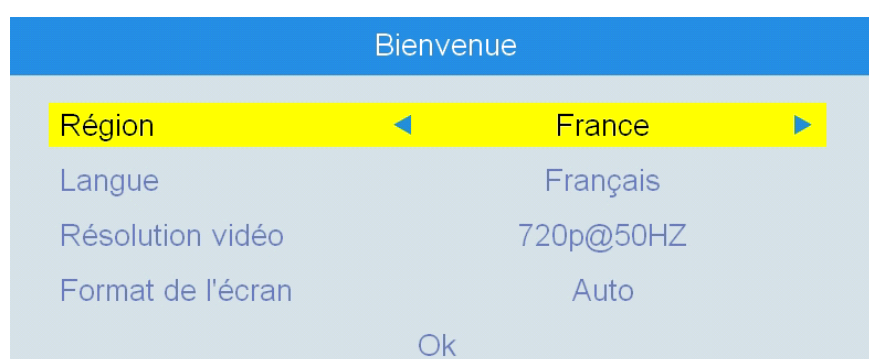 Bienvenue
Région France
Langue Français
Résolution vidéo 720p@50HZ
Format de l'écran Auto
Ok